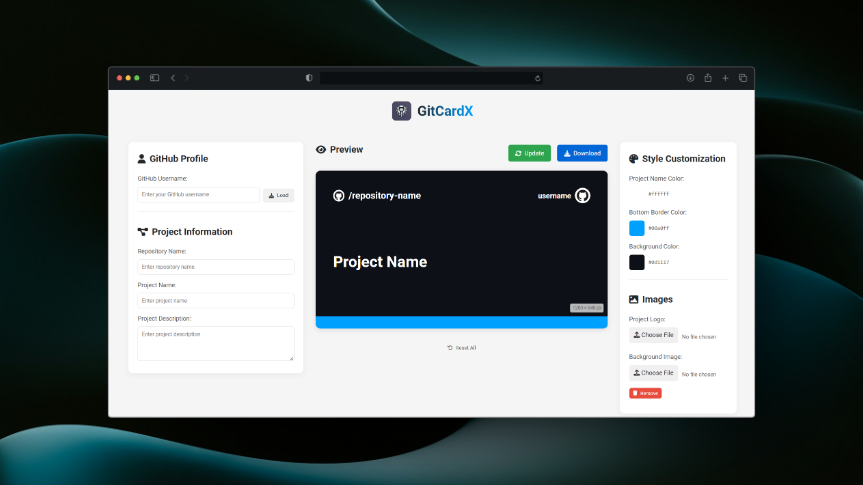 GitCardX
GitHub Profile
GitHub Username:
Enter your GitHub username
Load
Project Information
Repository Name:
Enter repository name
Project Name:
Enter project name
Project Description:
Enter project description
Preview
Update
Download
/repository-name
username
Project Name
Reset All
Style Customization
Project Name Color:
#ffffff
Bottom Border Color:
#00a0ff
Background Color:
#0d1117
Images
Project Logo:
Choose File
No file chosen
Background Image:
Choose File
No file chosen
Remove